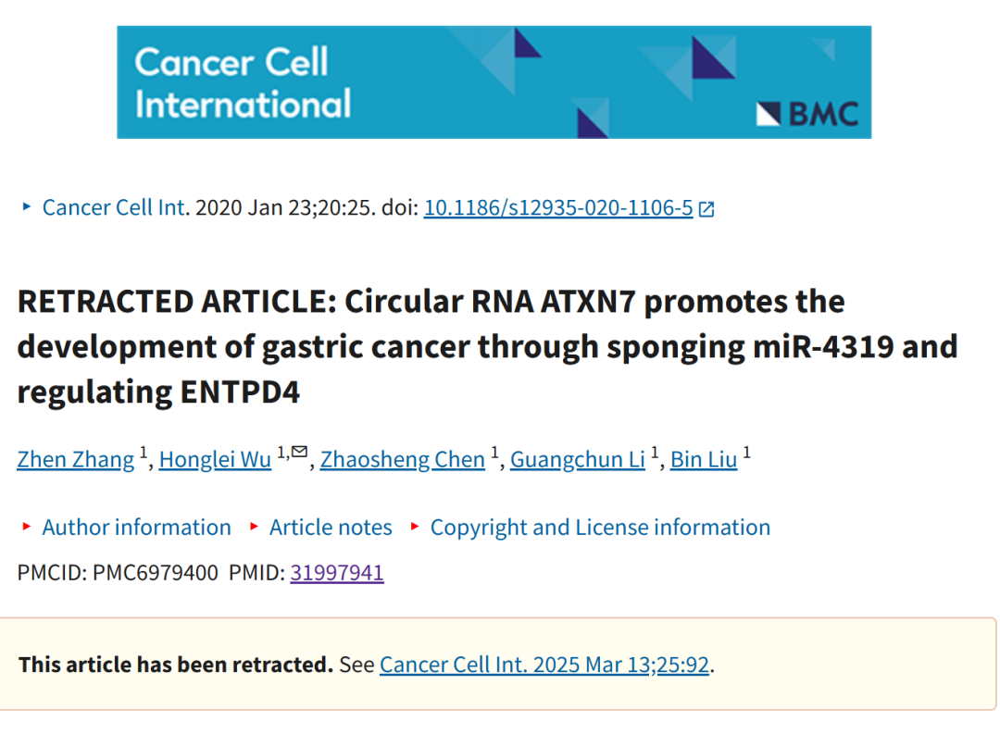 Cancer Cell
International
BMC
Cancer Cell Int. 2020 Jan 23;20:25. doi: 10.1186/s12935-020-1106-5
RETRACTED ARTICLE: Circular RNA ATXN7 promotes the
development of gastric cancer through sponging miR-4319 and
regulating ENTPD4
Zhen Zhang 1, Honglei Wu 1,✉, Zhaosheng Chen 1, Guangchun Li 1, Bin Liu 1
Author information Article notes Copyright and License information
PMCID: PMC6979400 PMID: 31997941
This article has been retracted. See Cancer Cell Int. 2025 Mar 13;25:92.